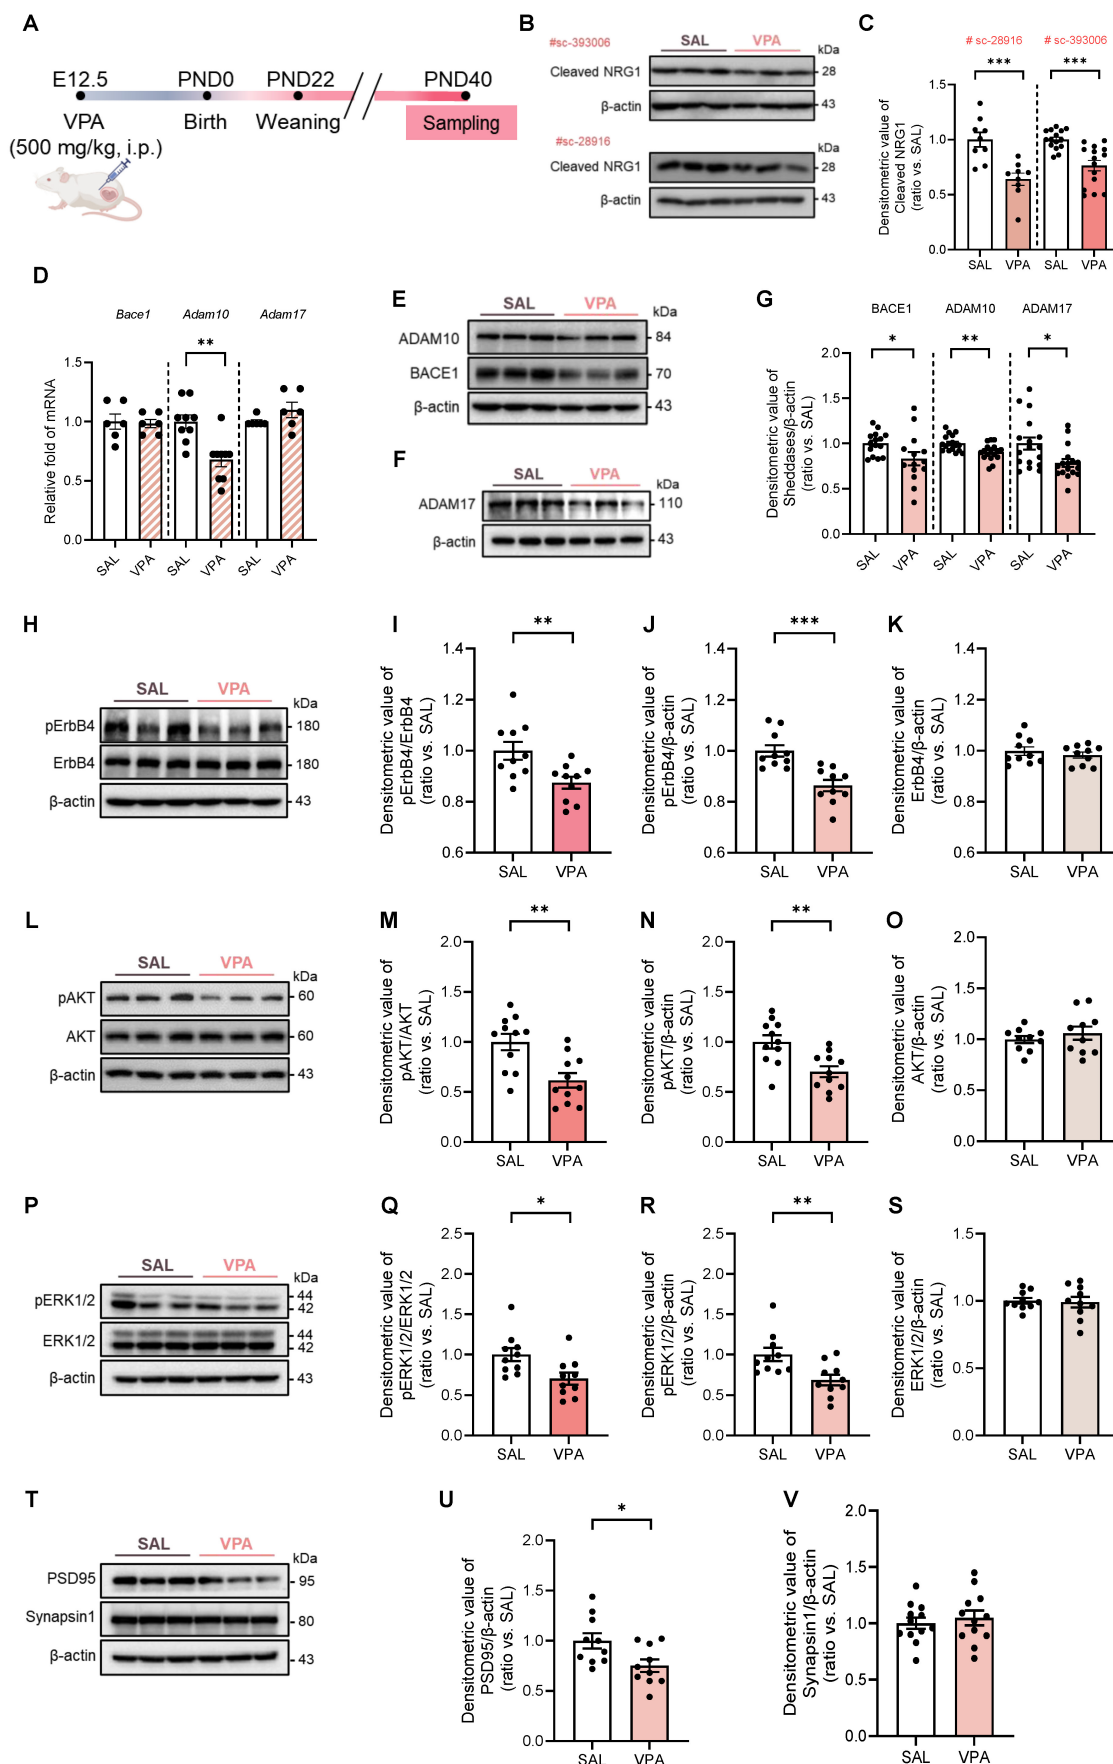 A
E12.5 PND0 PND22 PND40
VPA Birth Weaning Sampling
(500 mg/kg, i.p.)
B
#sc-393006
SAL VPA
kDa
Cleaved NRG1 28
β-actin 43
#sc-28916
kDa
Cleaved NRG1 28
β-actin 43
C
# sc-28916 # sc-393006
*** ***
Densitometric value of
Cleaved NRG1
(ratio vs. SAL)
1.5
1.0
0.5
0.0
SAL VPA SAL VPA
D
Bace1 Adam10 Adam17
**
Relative fold of mRNA
1.5
1.0
0.5
0.0
SAL VPA SAL VPA SAL VPA
E
SAL VPA
kDa
ADAM10 84
BACE1 70
β-actin 43
F
SAL VPA
kDa
ADAM17 110
β-actin 43
G
BACE1 ADAM10 ADAM17
* ** *
Densitometric value of
Sheddases/β-actin
(ratio vs. SAL)
2.0
1.5
1.0
0.5
0.0
SAL VPA SAL VPA SAL VPA
H
SAL VPA
kDa
pErbB4 180
ErbB4 180
β-actin 43
I
**
Densitometric value of
pErbB4/ErbB4
(ratio vs. SAL)
1.4
1.2
1.0
0.8
0.6
SAL VPA
J
***
Densitometric value of
pErbB4/β-actin
(ratio vs. SAL)
1.4
1.2
1.0
0.8
0.6
SAL VPA
K
Densitometric value of
ErbB4/β-actin
(ratio vs. SAL)
1.4
1.2
1.0
0.8
0.6
SAL VPA
L
SAL VPA
kDa
pAKT 60
AKT 60
β-actin 43
M
**
Densitometric value of
pAKT/AKT
(ratio vs. SAL)
2.0
1.5
1.0
0.5
0.0
SAL VPA
N
**
Densitometric value of
pAKT/β-actin
(ratio vs. SAL)
2.0
1.5
1.0
0.5
0.0
SAL VPA
O
Densitometric value of
AKT/β-actin
(ratio vs. SAL)
2.0
1.5
1.0
0.5
0.0
SAL VPA
P
SAL VPA
kDa
pERK1/2 44
42
ERK1/2 44
42
β-actin 43
Q
*
Densitometric value of
pERK1/2/ERK1/2
(ratio vs. SAL)
2.5
2.0
1.5
1.0
0.5
0.0
SAL VPA
R
**
Densitometric value of
pERK1/2/β-actin
(ratio vs. SAL)
2.5
2.0
1.5
1.0
0.5
0.0
SAL VPA
S
Densitometric value of
ERK1/2/β-actin
(ratio vs. SAL)
1.5
1.0
0.5
0.0
SAL VPA
T
SAL VPA
kDa
PSD95 95
Synapsin1 80
β-actin 43
U
*
Densitometric value of
PSD95/β-actin
(ratio vs. SAL)
2.0
1.5
1.0
0.5
0.0
SAL VPA
V
Densitometric value of
Synapsin1/β-actin
(ratio vs. SAL)
2.0
1.5
1.0
0.5
0.0
SAL VPA